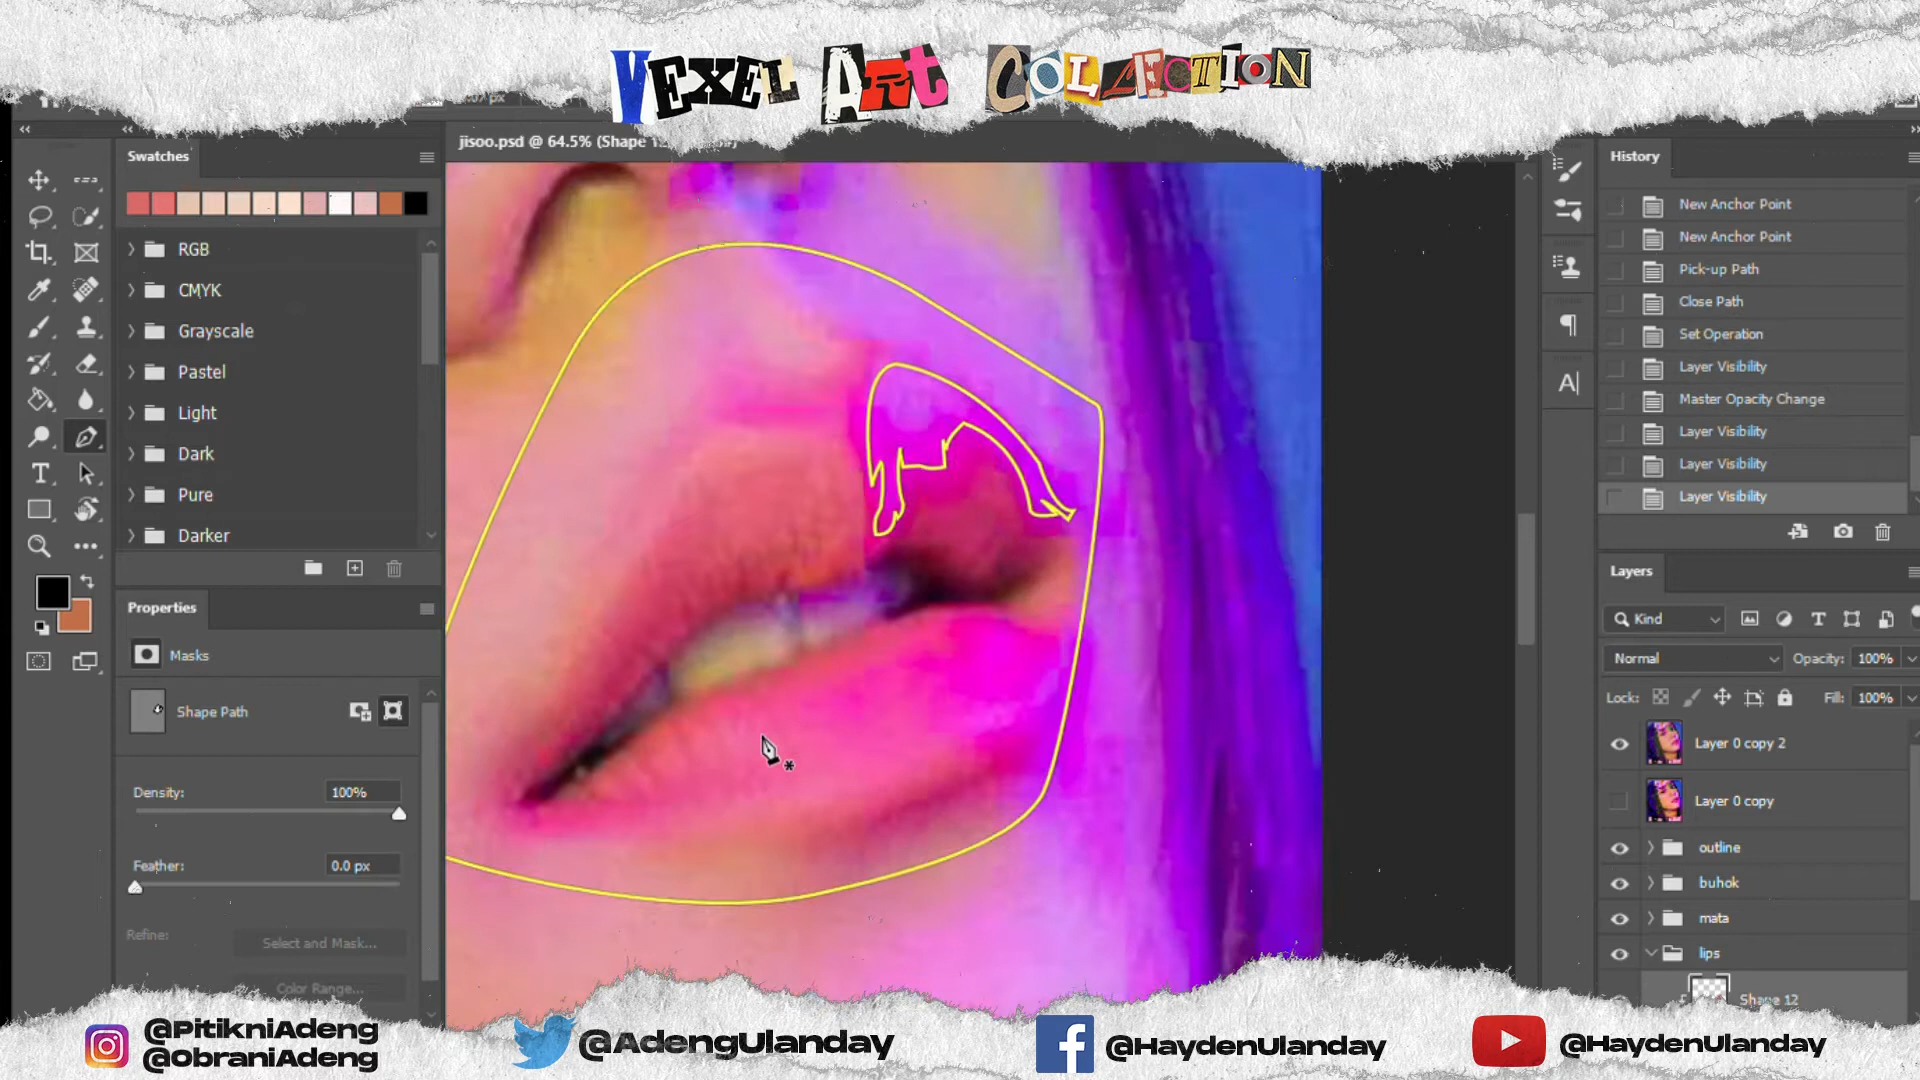 VEXEL ART COLLECTION
jisoo.psd @ 64.5% (Shape
Swatches
RGB
CMYK
Grayscale
Pastel
Light
Dark
Pure
Darker
Properties
Masks
Shape Path
Density: 100%
Feather: 0.0 px
Refine:
Select and Mask...
Color Range...
T
A|
History
New Anchor Point
New Anchor Point
Pick-up Path
Close Path
Set Operation
Layer Visibility
Master Opacity Change
Layer Visibility
Layer Visibility
Layer Visibility
Layers
Kind
T
Normal
Opacity: 100%
Lock:
Fill: 100%
Layer 0 copy 2
Layer 0 copy
outline
buhok
mata
lips
Shape 12
@PitikniAdeng
@ObraniAdeng
@AdengUlanday
@HaydenUlanday
@HaydenUlanday